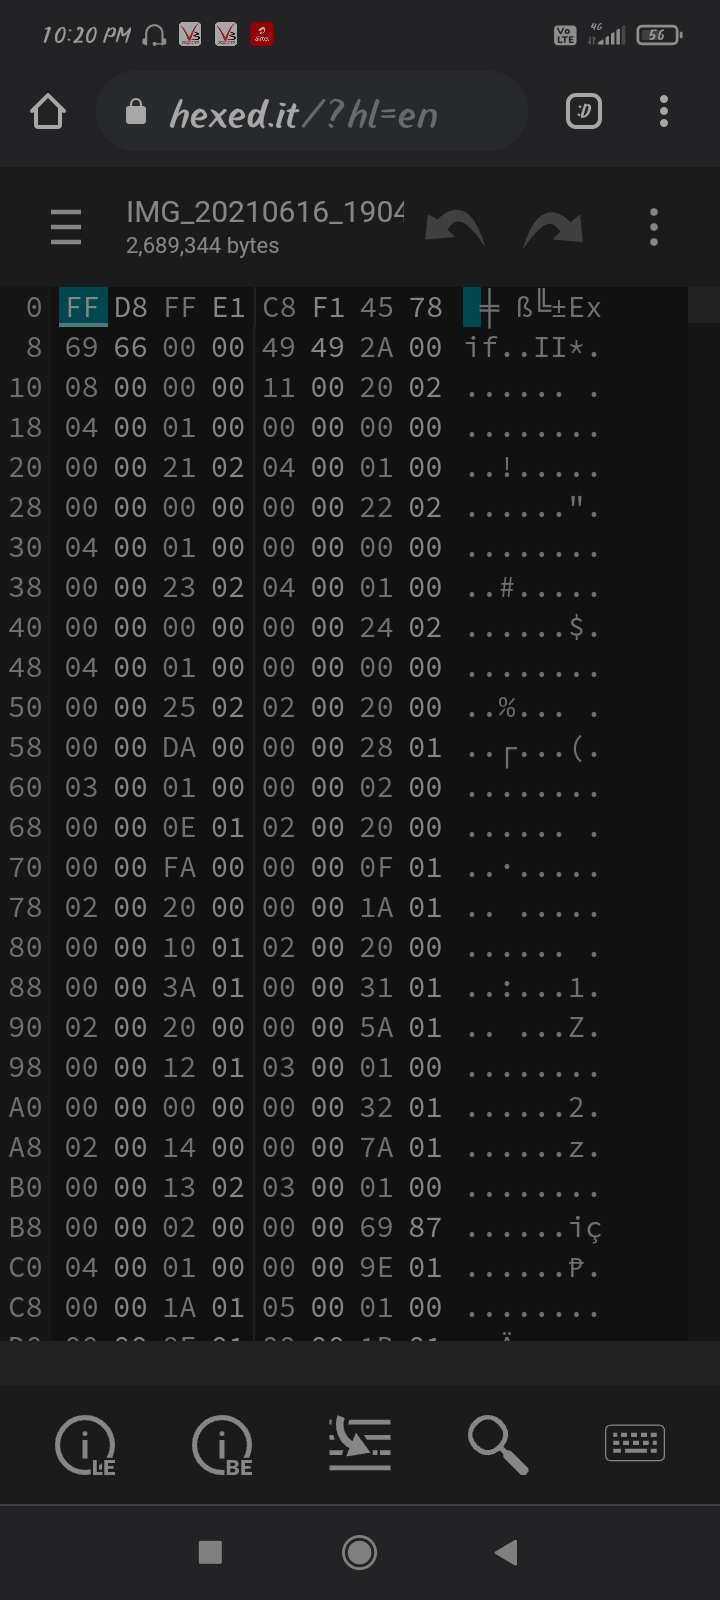 10:20 PM Vo LTE 4G 56
hexed.it/?hl=en :D
IMG_20210616_1904
2,689,344 bytes
0 FF D8 FF E1 C8 F1 45 78 ╪ ß╚±Ex
8 69 66 00 00 49 49 2A 00 if..II*.
10 08 00 00 00 11 00 20 02 ...... .
18 04 00 01 00 00 00 00 00 ........
20 00 00 21 02 04 00 01 00 ..!.....
28 00 00 00 00 00 00 22 02 ......".
30 04 00 01 00 00 00 00 00 ........
38 00 00 23 02 04 00 01 00 ..#.....
40 00 00 00 00 00 00 24 02 ......$.
48 04 00 01 00 00 00 00 00 ........
50 00 00 25 02 02 00 20 00 ..%... .
58 00 00 DA 00 00 00 28 01 ..┌...(.
60 03 00 01 00 00 00 02 00 ........
68 00 00 0E 01 02 00 20 00 ...... .
70 00 00 FA 00 00 00 0F 01 ..·.....
78 02 00 20 00 00 00 1A 01 .. .....
80 00 00 10 01 02 00 20 00 ...... .
88 00 00 3A 01 00 00 31 01 ..:...1.
90 02 00 20 00 00 00 5A 01 .. ...Z.
98 00 00 12 01 03 00 01 00 ........
A0 00 00 00 00 00 00 32 01 ......2.
A8 02 00 14 00 00 00 7A 01 ......z.
B0 00 00 13 02 03 00 01 00 ........
B8 00 00 02 00 00 00 69 87 ......iç
C0 04 00 01 00 00 00 9E 01 ......₧.
C8 00 00 1A 01 05 00 01 00 ........
i LE i BE